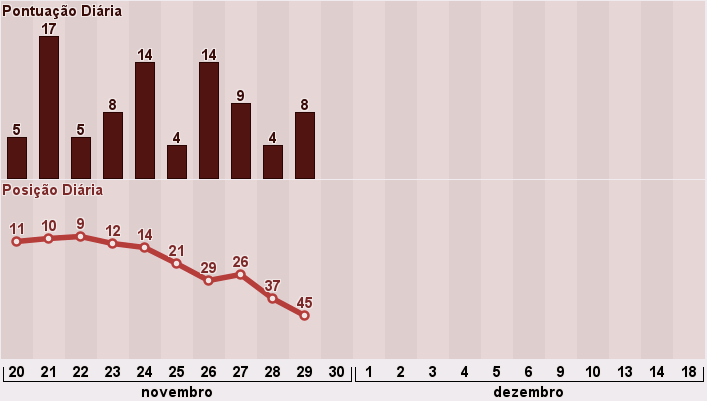 Pontuação Diária
5 17 5 8 14 4 14 9 4 8
Posição Diária
11 10 9 12 14 21 29 26 37 45
20 21 22 23 24 25 26 27 28 29 30 1 2 3 4 5 6 9 10 13 14 18
novembro dezembro